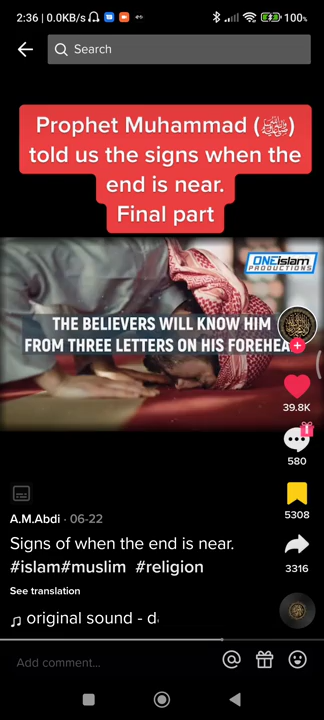 2:36 | 0.0KB/s
100%
Search
Prophet Muhammad (ﷺ)
told us the signs when the
end is near.
Final part
ONEislam
PRODUCTIONS
THE BELIEVERS WILL KNOW HIM
FROM THREE LETTERS ON HIS FOREHEA
39.8K
1
580
5308
A.M.Abdi · 06-22
Signs of when the end is near.
#islam#muslim #religion
3316
See translation
original sound - d
Add comment...